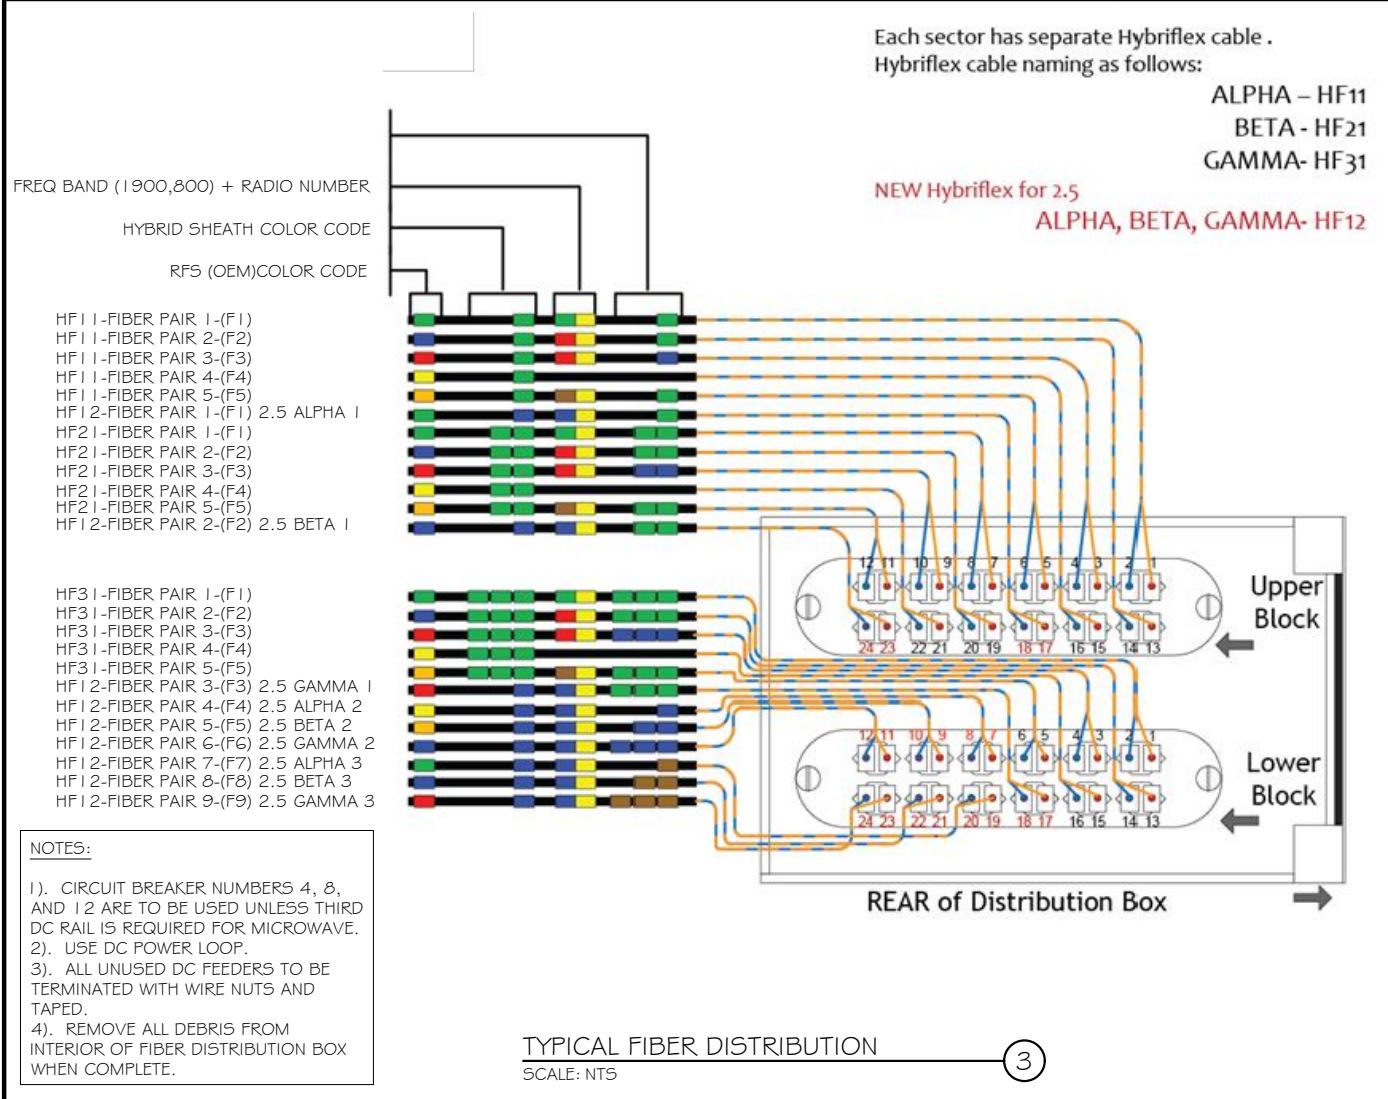 Each sector has separate Hybriflex cable .
Hybriflex cable naming as follows:
ALPHA – HF11
BETA - HF21
GAMMA- HF31
NEW Hybriflex for 2.5
ALPHA, BETA, GAMMA- HF12
FREQ BAND (1900,800) + RADIO NUMBER
HYBRID SHEATH COLOR CODE
RFS (OEM)COLOR CODE
HF11-FIBER PAIR 1-(F1)
HF11-FIBER PAIR 2-(F2)
HF11-FIBER PAIR 3-(F3)
HF11-FIBER PAIR 4-(F4)
HF11-FIBER PAIR 5-(F5)
HF12-FIBER PAIR 1-(F1) 2.5 ALPHA 1
HF21-FIBER PAIR 1-(F1)
HF21-FIBER PAIR 2-(F2)
HF21-FIBER PAIR 3-(F3)
HF21-FIBER PAIR 4-(F4)
HF21-FIBER PAIR 5-(F5)
HF12-FIBER PAIR 2-(F2) 2.5 BETA 1
12 11 10 9 8 7 6 5 4 3 2 1
24 23 22 21 20 19 18 17 16 15 14 13
Upper
Block
HF31-FIBER PAIR 1-(F1)
HF31-FIBER PAIR 2-(F2)
HF31-FIBER PAIR 3-(F3)
HF31-FIBER PAIR 4-(F4)
HF31-FIBER PAIR 5-(F5)
HF12-FIBER PAIR 3-(F3) 2.5 GAMMA 1
HF12-FIBER PAIR 4-(F4) 2.5 ALPHA 2
HF12-FIBER PAIR 5-(F5) 2.5 BETA 2
HF12-FIBER PAIR 6-(F6) 2.5 GAMMA 2
HF12-FIBER PAIR 7-(F7) 2.5 ALPHA 3
HF12-FIBER PAIR 8-(F8) 2.5 BETA 3
HF12-FIBER PAIR 9-(F9) 2.5 GAMMA 3
12 11 10 9 8 7 6 5 4 3 2 1
24 23 22 21 20 19 18 17 16 15 14 13
Lower
Block
REAR of Distribution Box
NOTES:
1). CIRCUIT BREAKER NUMBERS 4, 8,
AND 12 ARE TO BE USED UNLESS THIRD
DC RAIL IS REQUIRED FOR MICROWAVE.
2). USE DC POWER LOOP.
3). ALL UNUSED DC FEEDERS TO BE
TERMINATED WITH WIRE NUTS AND
TAPED.
4). REMOVE ALL DEBRIS FROM
INTERIOR OF FIBER DISTRIBUTION BOX
WHEN COMPLETE.
TYPICAL FIBER DISTRIBUTION
SCALE: NTS
3